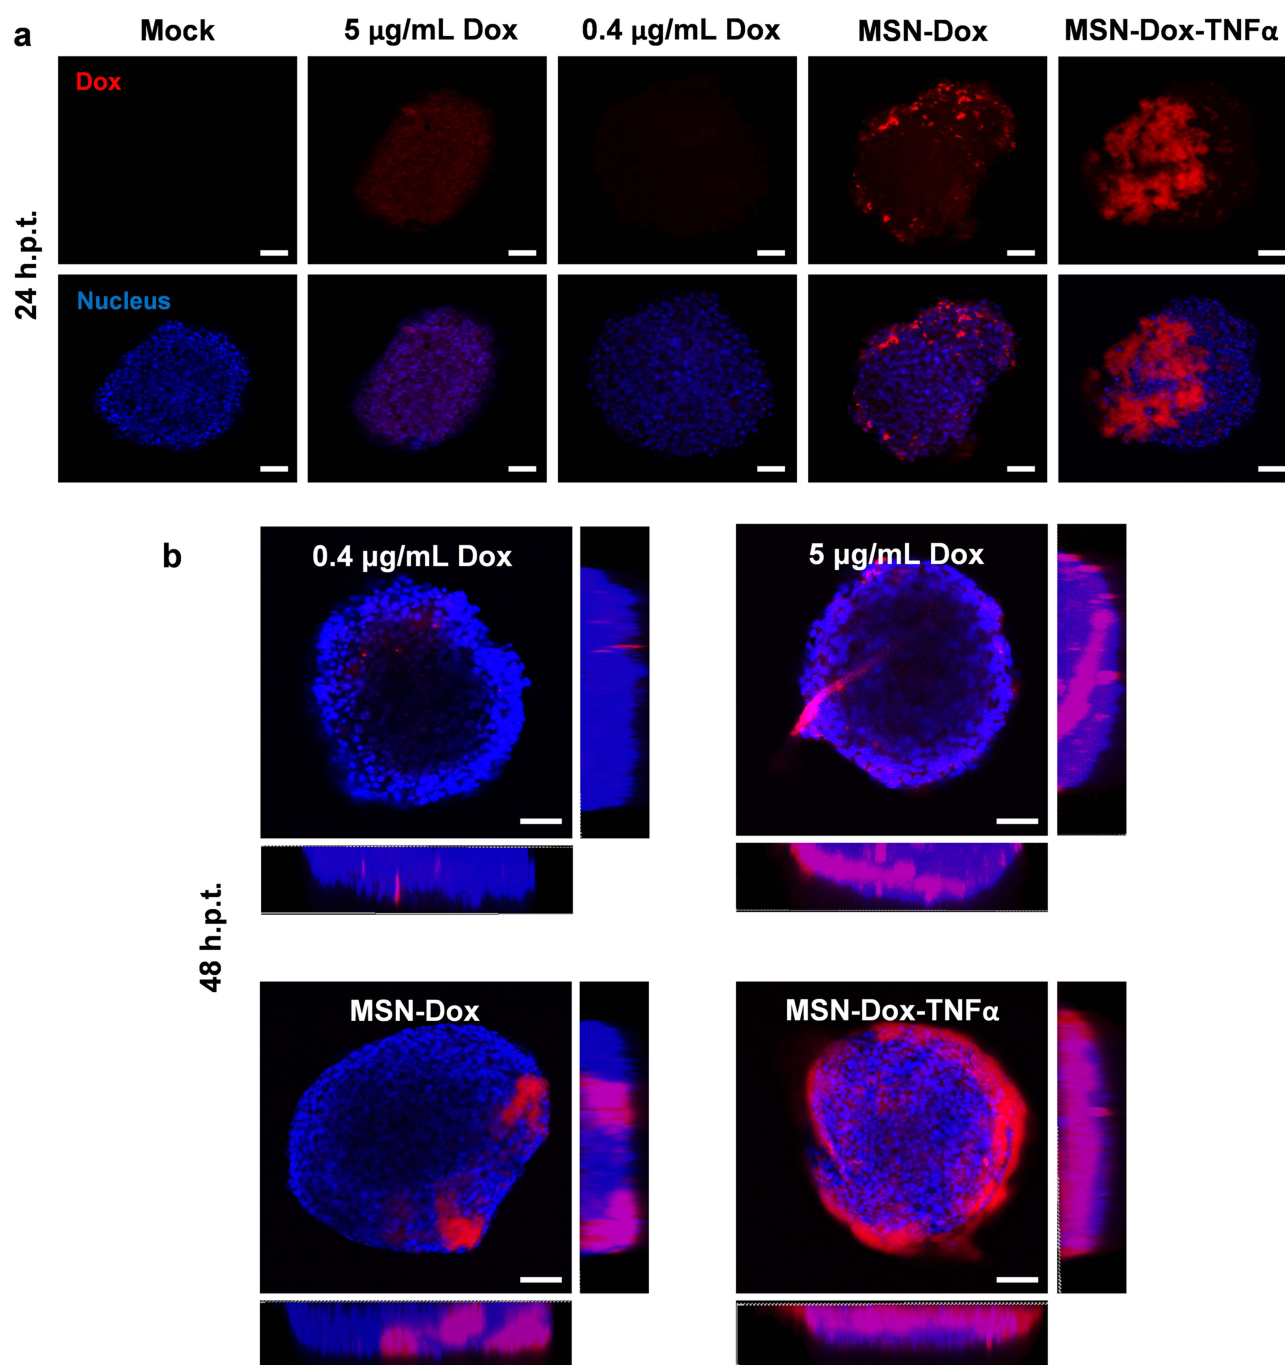 a
Mock
5 µg/mL Dox
0.4 µg/mL Dox
MSN-Dox
MSN-Dox-TNFα
24 h.p.t.
Dox
Nucleus
b
48 h.p.t.
0.4 µg/mL Dox
5 µg/mL Dox
MSN-Dox
MSN-Dox-TNFα